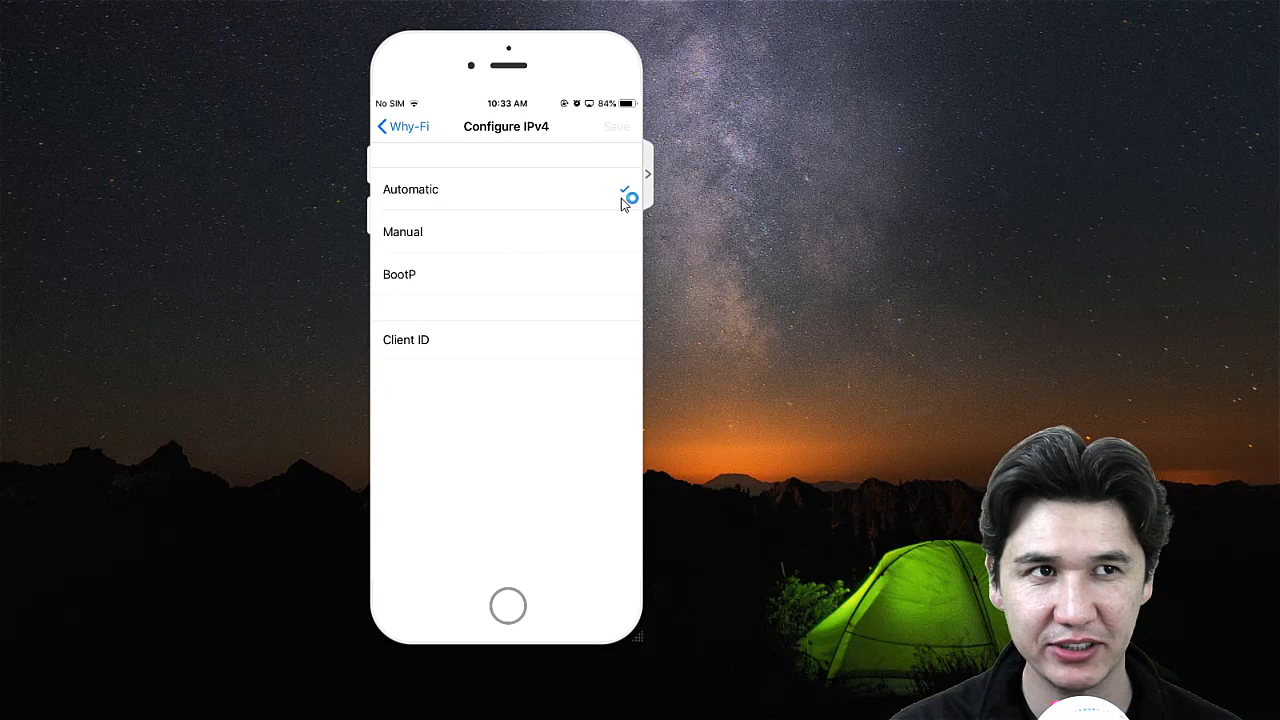 No SIM 10:33 AM 84%
Why-Fi Configure IPv4 Save
Automatic
Manual
BootP
Client ID